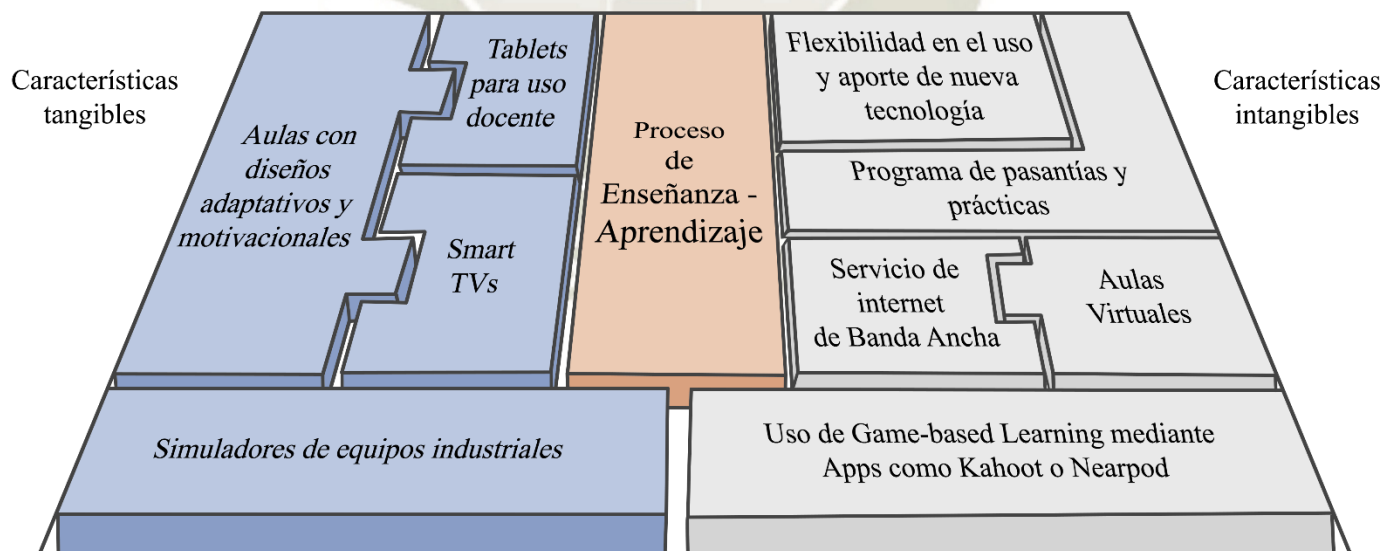 Características
tangibles
Aulas con
diseños
adaptativos y
motivacionales
Tablets
para uso
docente
Smart
TVs
Simuladores de equipos industriales
Proceso
de
Enseñanza -
Aprendizaje
Flexibilidad en el uso
y aporte de nueva
tecnología
Programa de pasantías y
prácticas
Servicio de
internet
de Banda Ancha
Aulas
Virtuales
Uso de Game-based Learning mediante
Apps como Kahoot o Nearpod
Características
intangibles